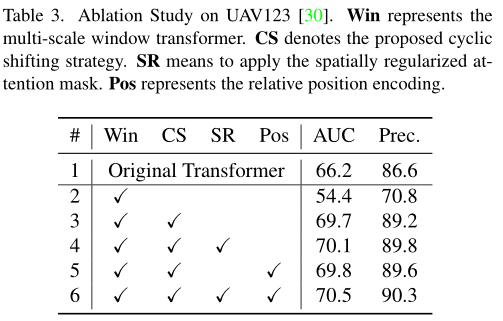 Table 3. Ablation Study on UAV123 [30]. Win represents the
multi-scale window transformer. CS denotes the proposed cyclic
shifting strategy. SR means to apply the spatially regularized at-
tention mask. Pos represents the relative position encoding.
# Win CS SR Pos AUC Prec.
1 Original Transformer 66.2 86.6
2 ✓ 54.4 70.8
3 ✓ ✓ 69.7 89.2
4 ✓ ✓ ✓ 70.1 89.8
5 ✓ ✓ ✓ 69.8 89.6
6 ✓ ✓ ✓ ✓ 70.5 90.3